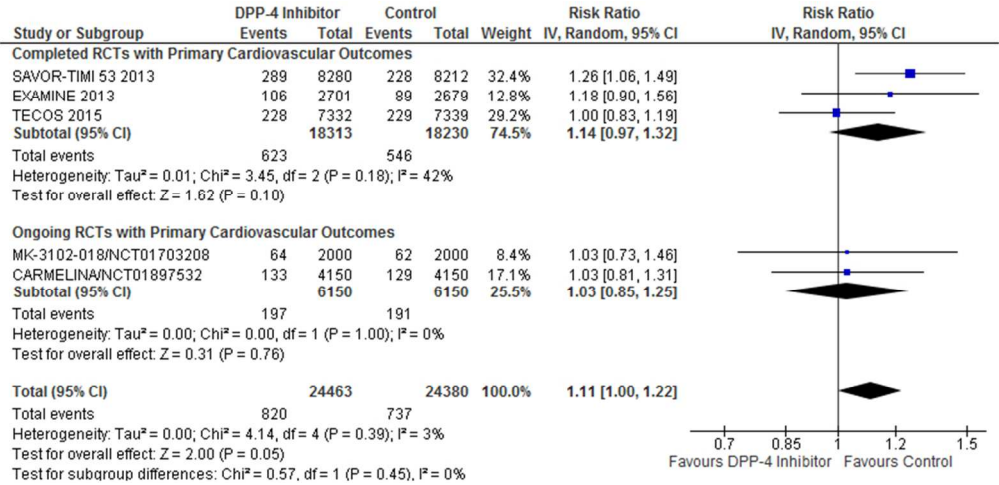 DPP-4 Inhibitor Control Risk Ratio Risk Ratio
Study or Subgroup Events Total Events Total Weight IV, Random, 95% CI IV, Random, 95% CI
Completed RCTs with Primary Cardiovascular Outcomes
SAVOR-TIMI 53 2013 289 8280 228 8212 32.4% 1.26 [1.06, 1.49]
EXAMINE 2013 106 2701 89 2679 12.8% 1.18 [0.90, 1.56]
TECOS 2015 228 7332 229 7339 29.2% 1.00 [0.83, 1.19]
Subtotal (95% CI) 18313 18230 74.5% 1.14 [0.97, 1.32]
Total events 623 546
Heterogeneity: Tau² = 0.01; Chi² = 3.45, df = 2 (P = 0.18); I² = 42%
Test for overall effect: Z = 1.62 (P = 0.10)
Ongoing RCTs with Primary Cardiovascular Outcomes
MK-3102-018/NCT01703208 64 2000 62 2000 8.4% 1.03 [0.73, 1.46]
CARMELINA/NCT01897532 133 4150 129 4150 17.1% 1.03 [0.81, 1.31]
Subtotal (95% CI) 6150 6150 25.5% 1.03 [0.85, 1.25]
Total events 197 191
Heterogeneity: Tau² = 0.00; Chi² = 0.00, df = 1 (P = 1.00); I² = 0%
Test for overall effect: Z = 0.31 (P = 0.76)
Total (95% CI) 24463 24380 100.0% 1.11 [1.00, 1.22]
Total events 820 737
Heterogeneity: Tau² = 0.00; Chi² = 4.14, df = 4 (P = 0.39); I² = 3%
Test for overall effect: Z = 2.00 (P = 0.05)
Test for subgroup differences: Chi² = 0.57, df = 1 (P = 0.45), I² = 0%
0.7 0.85 1 1.2 1.5
Favours DPP-4 Inhibitor Favours Control